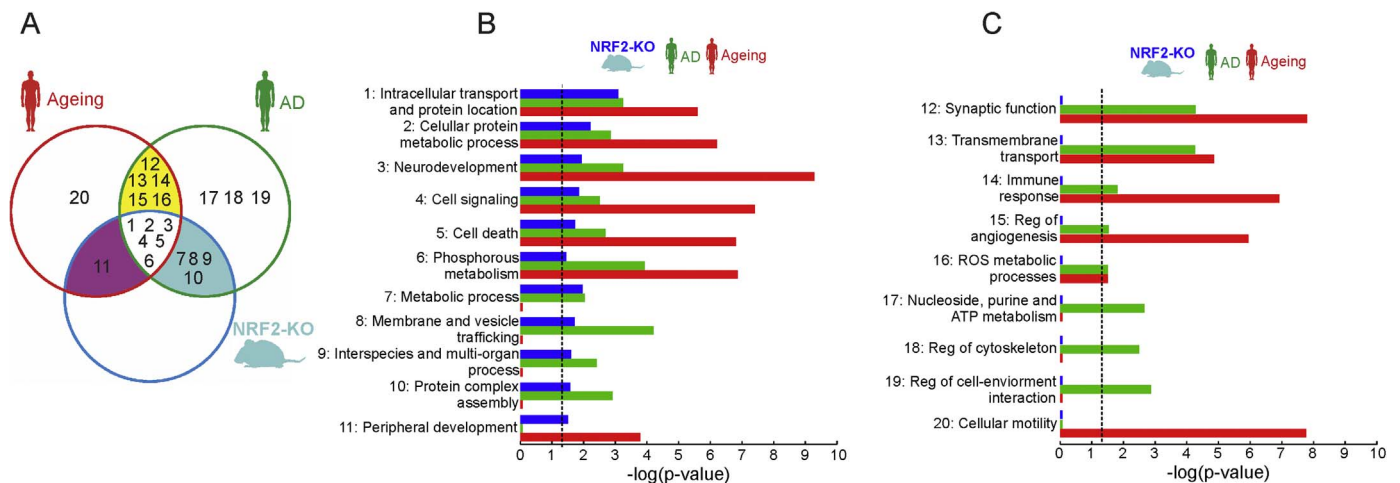 A
Ageing
AD
12
13 14
15 16
20
17 18 19
1 2 3
4 5
6
11
7 8 9
10
NRF2-KO
B
NRF2-KO
AD
Ageing
1: Intracellular transport
and protein location
2: Celullar protein
metabolic process
3: Neurodevelopment
4: Cell signaling
5: Cell death
6: Phosphorous
metabolism
7: Metabolic process
8: Membrane and vesicle
trafficking
9: Interspecies and multi-organ
process
10: Protein complex
assembly
11: Peripheral development
0 1 2 3 4 5 6 7 8 9 10
-log(p-value)
C
NRF2-KO
AD
Ageing
12: Synaptic function
13: Transmembrane
transport
14: Immune
response
15: Reg of
angiogenesis
16: ROS metabolic
processes
17: Nucleoside, purine and
ATP metabolism
18: Reg of cytoskeleton
19: Reg of cell-enviorment
interaction
20: Cellular motility
0 1 2 3 4 5 6 7 8 9 10
-log(p-value)